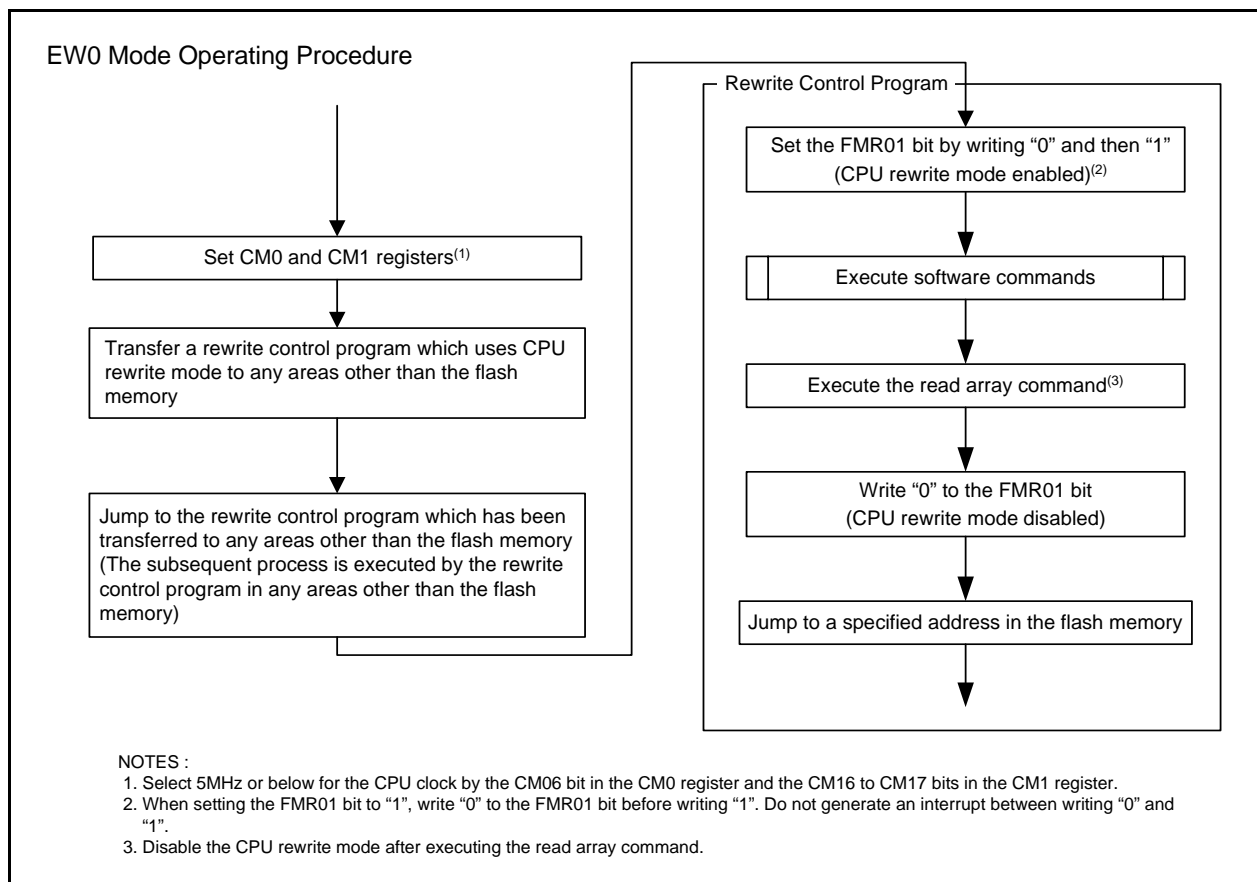 EW0 Mode Operating Procedure
Set CM0 and CM1 registers(1)
Transfer a rewrite control program which uses CPU
rewrite mode to any areas other than the flash
memory
Jump to the rewrite control program which has been
transferred to any areas other than the flash memory
(The subsequent process is executed by the rewrite
control program in any areas other than the flash
memory)
Rewrite Control Program
Set the FMR01 bit by writing “0” and then “1”
(CPU rewrite mode enabled)(2)
Execute software commands
Execute the read array command(3)
Write “0” to the FMR01 bit
(CPU rewrite mode disabled)
Jump to a specified address in the flash memory
NOTES :
1. Select 5MHz or below for the CPU clock by the CM06 bit in the CM0 register and the CM16 to CM17 bits in the CM1 register.
2. When setting the FMR01 bit to “1”, write “0” to the FMR01 bit before writing “1”. Do not generate an interrupt between writing “0” and
“1”.
3. Disable the CPU rewrite mode after executing the read array command.